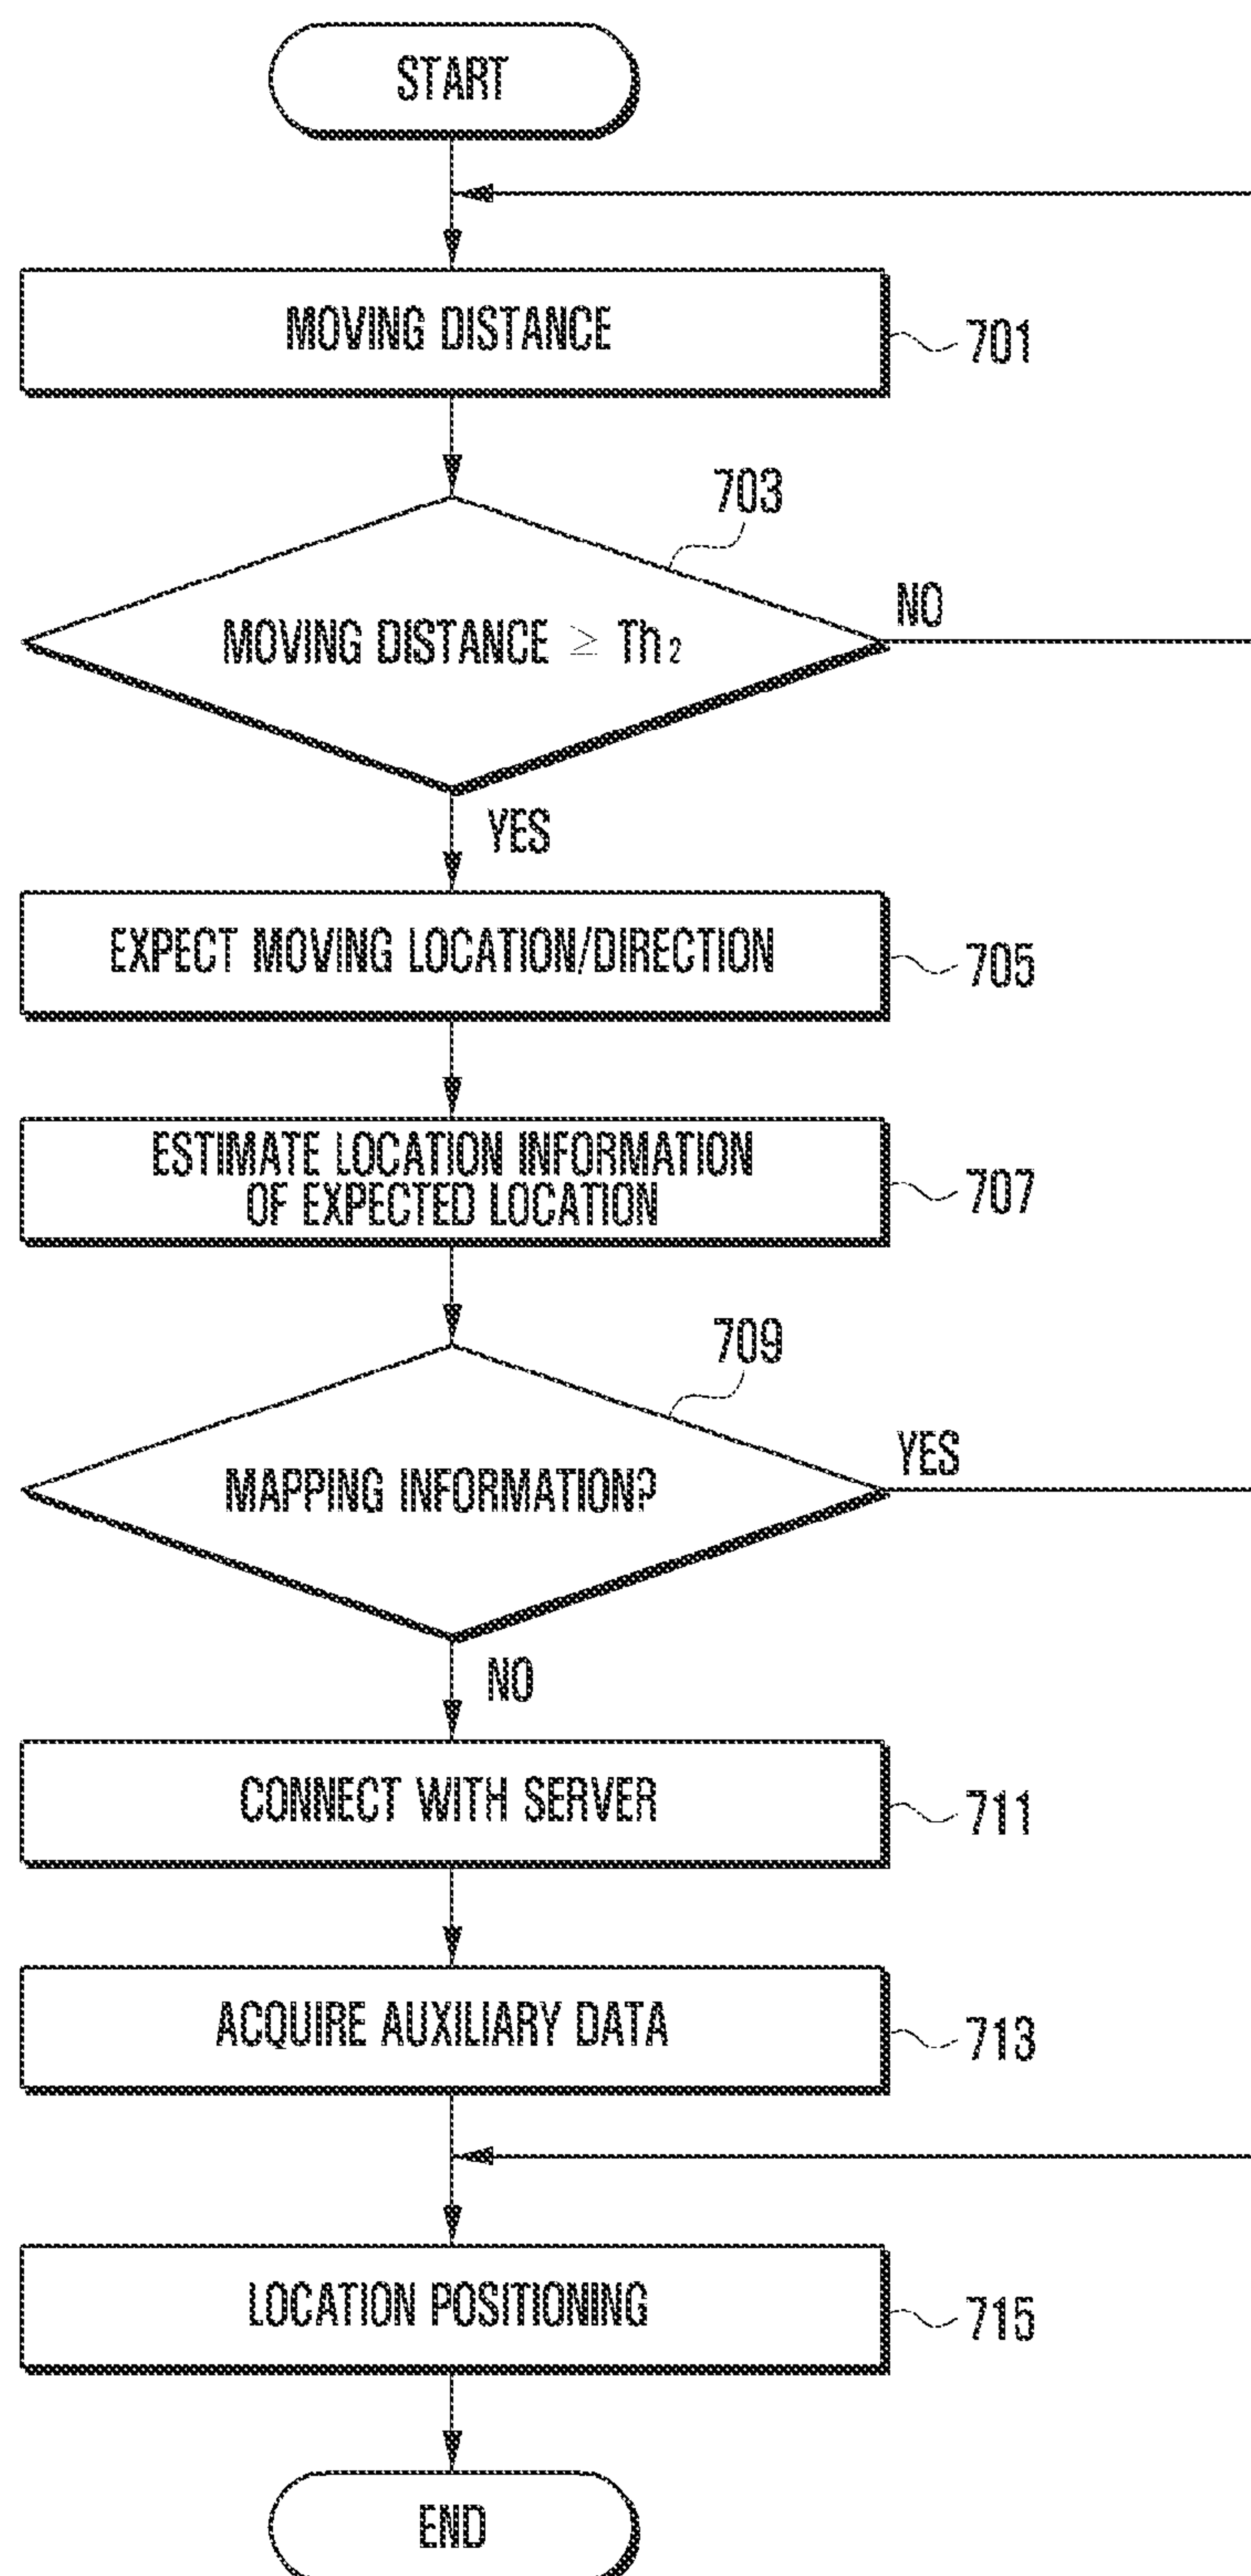 START
MOVING DISTANCE
701
703
MOVING DISTANCE ≥ Th₂
NO
YES
EXPECT MOVING LOCATION/DIRECTION
705
ESTIMATE LOCATION INFORMATION
OF EXPECTED LOCATION
707
709
MAPPING INFORMATION?
YES
NO
CONNECT WITH SERVER
711
ACQUIRE AUXILIARY DATA
713
LOCATION POSITIONING
715
END